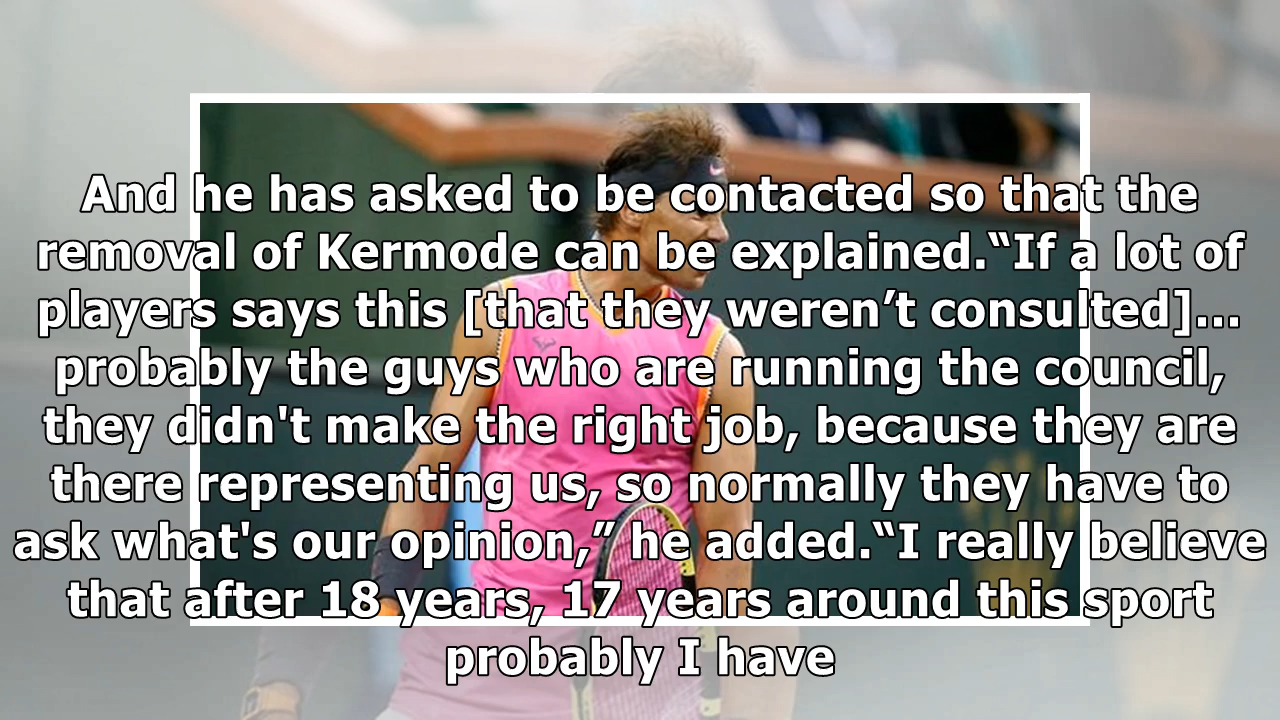 And he has asked to be contacted so that the
removal of Kermode can be explained.“If a lot of
players says this [that they weren’t consulted]...
probably the guys who are running the council,
they didn't make the right job, because they are
there representing us, so normally they have to
ask what's our opinion,” he added.“I really believe
that after 18 years, 17 years around this sport
probably I have